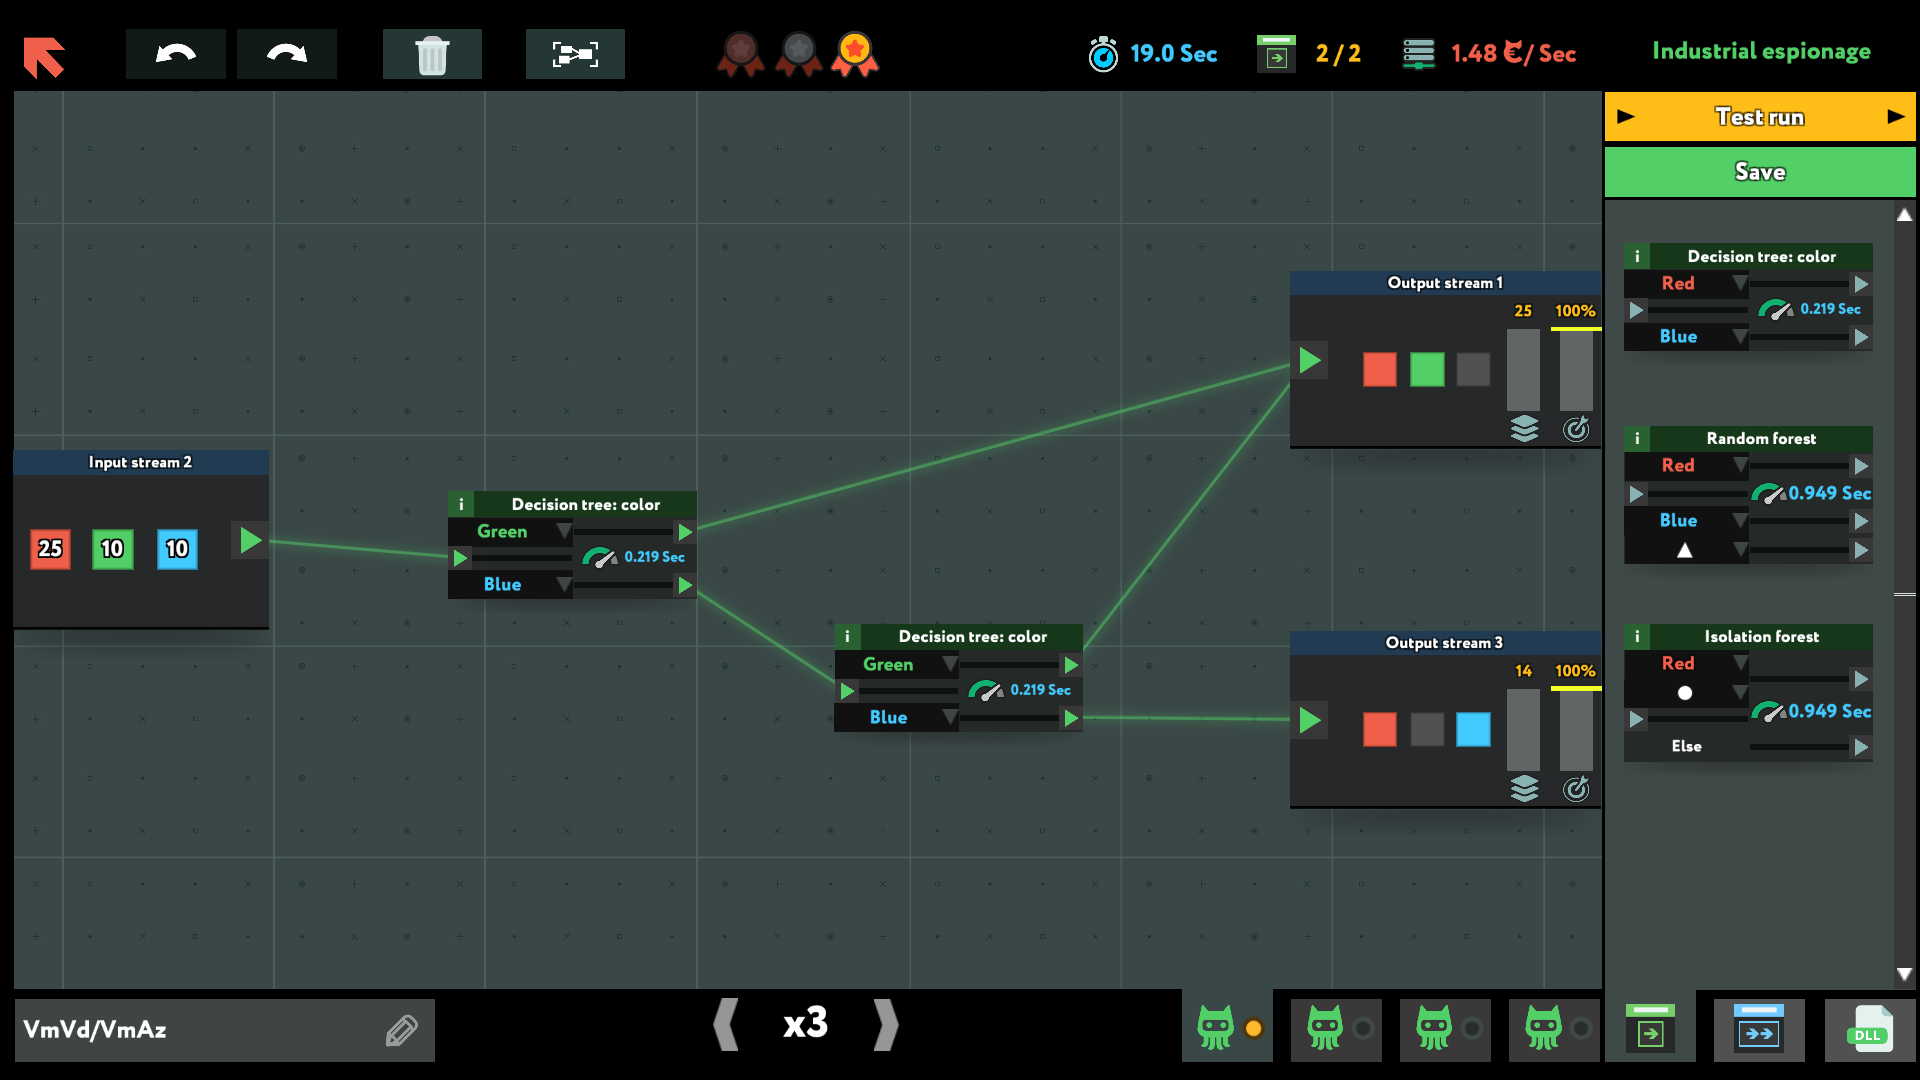 19.0 Sec
2 / 2
1.48 €/ Sec
Industrial espionage
Test run
Save
Input stream 2
25
10
10
i
Decision tree: color
Green
0.219 Sec
Blue
i
Decision tree: color
Green
0.219 Sec
Blue
Output stream 1
25
100%
Output stream 3
14
100%
i
Decision tree: color
Red
0.219 Sec
Blue
i
Random forest
Red
0.949 Sec
Blue
i
Isolation forest
Red
0.949 Sec
Else
VmVd/VmAz
x3
DLL